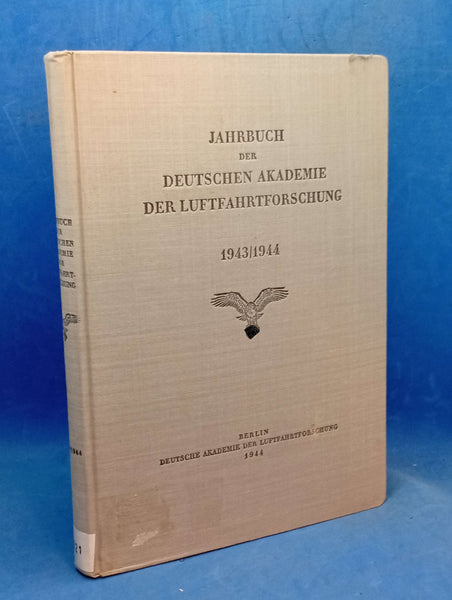 JAHRBUCH
DER
DEUTSCHEN AKADEMIE
DER LUFTFAHRTFORSCHUNG
1943/1944
BERLIN
DEUTSCHE AKADEMIE DER LUFTFAHRTFORSCHUNG
1944